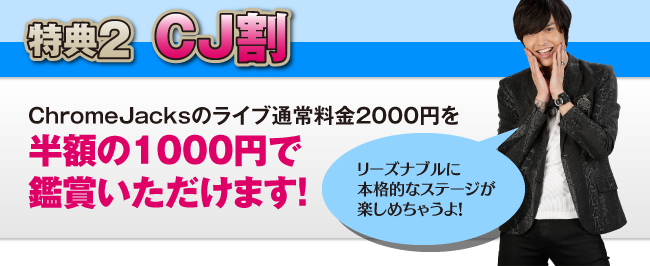 特典2 CJ割
ChromeJacksのライブ通常料金2000円を
半額の1000円で
鑑賞いただけます!
リーズナブルに
本格的なステージが
楽しめちゃうよ!